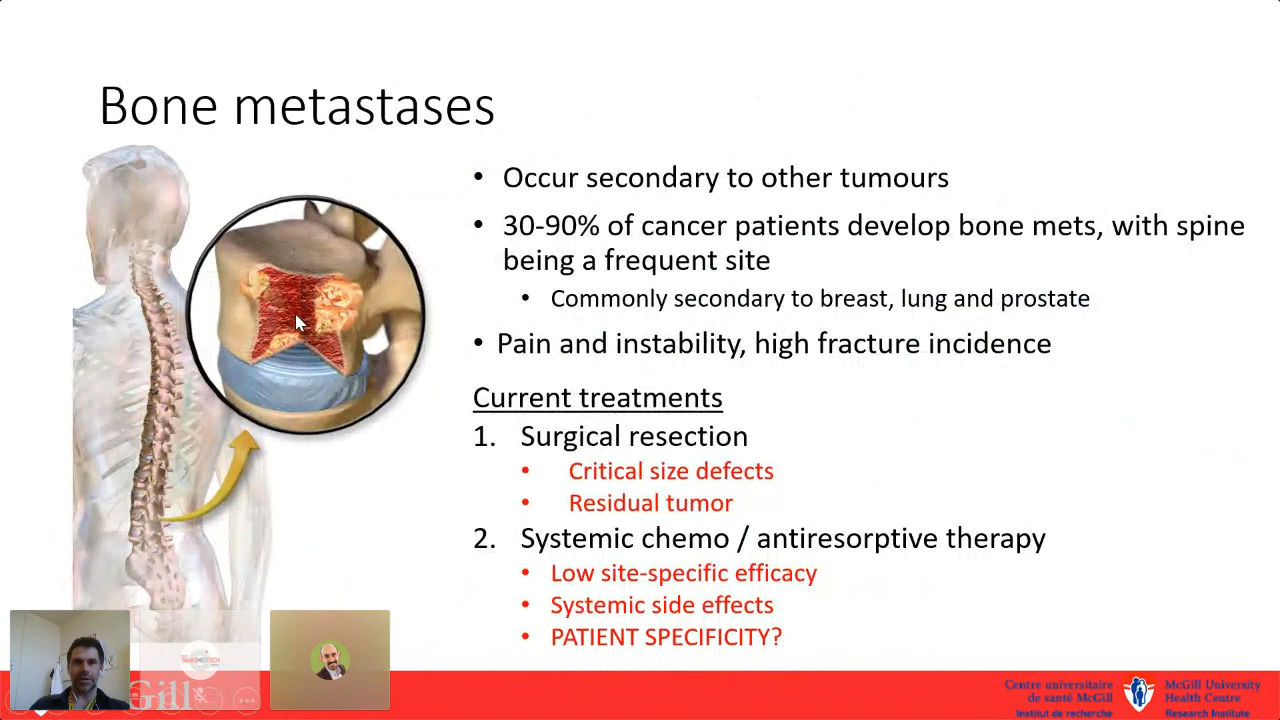 Bone metastases
• Occur secondary to other tumours
• 30-90% of cancer patients develop bone mets, with spine
being a frequent site
• Commonly secondary to breast, lung and prostate
• Pain and instability, high fracture incidence
Current treatments
1. Surgical resection
• Critical size defects
• Residual tumor
2. Systemic chemo / antiresorptive therapy
• Low site-specific efficacy
• Systemic side effects
• PATIENT SPECIFICITY?
TRANSMEDTECH
Gill
Centre universitaire
de santé McGill
Institut de recherche
McGill University
Health Centre
Research Institute